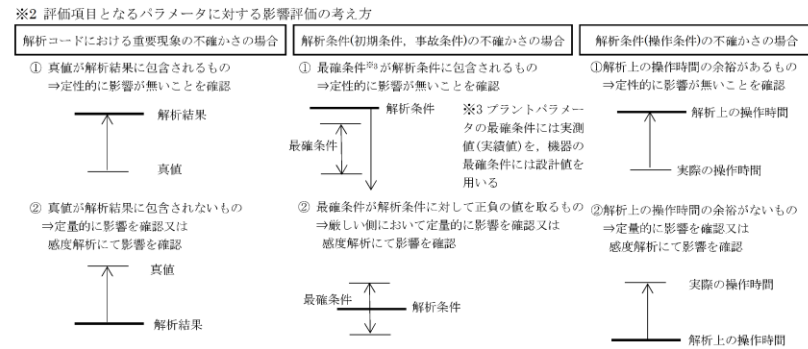 ※2 評価項目となるパラメータに対する影響評価の考え方
解析コードにおける重要現象の不確かさの場合
① 真値が解析結果に包含されるもの
⇒定性的に影響が無いことを確認
解析結果
真値
② 真値が解析結果に包含されないもの
⇒定量的に影響を確認又は
感度解析にて影響を確認
真値
解析結果
解析条件(初期条件，事故条件)の不確かさの場合
① 最確条件※3が解析条件に包含されるもの
⇒定性的に影響が無いことを確認
解析条件
最確条件
※3 プラントパラメー
タの最確条件には実測
値(実績値)を，機器の
最確条件には設計値を
用いる
② 最確条件が解析条件に対して正負の値を取るもの
⇒厳しい側において定量的に影響を確認又は
感度解析にて影響を確認
最確条件
解析条件
解析条件(操作条件)の不確かさの場合
①解析上の操作時間の余裕があるもの
⇒定性的に影響が無いことを確認
解析上の操作時間
実際の操作時間
②解析上の操作時間の余裕がないもの
⇒定量的に影響を確認又は
感度解析にて影響を確認
実際の操作時間
解析上の操作時間